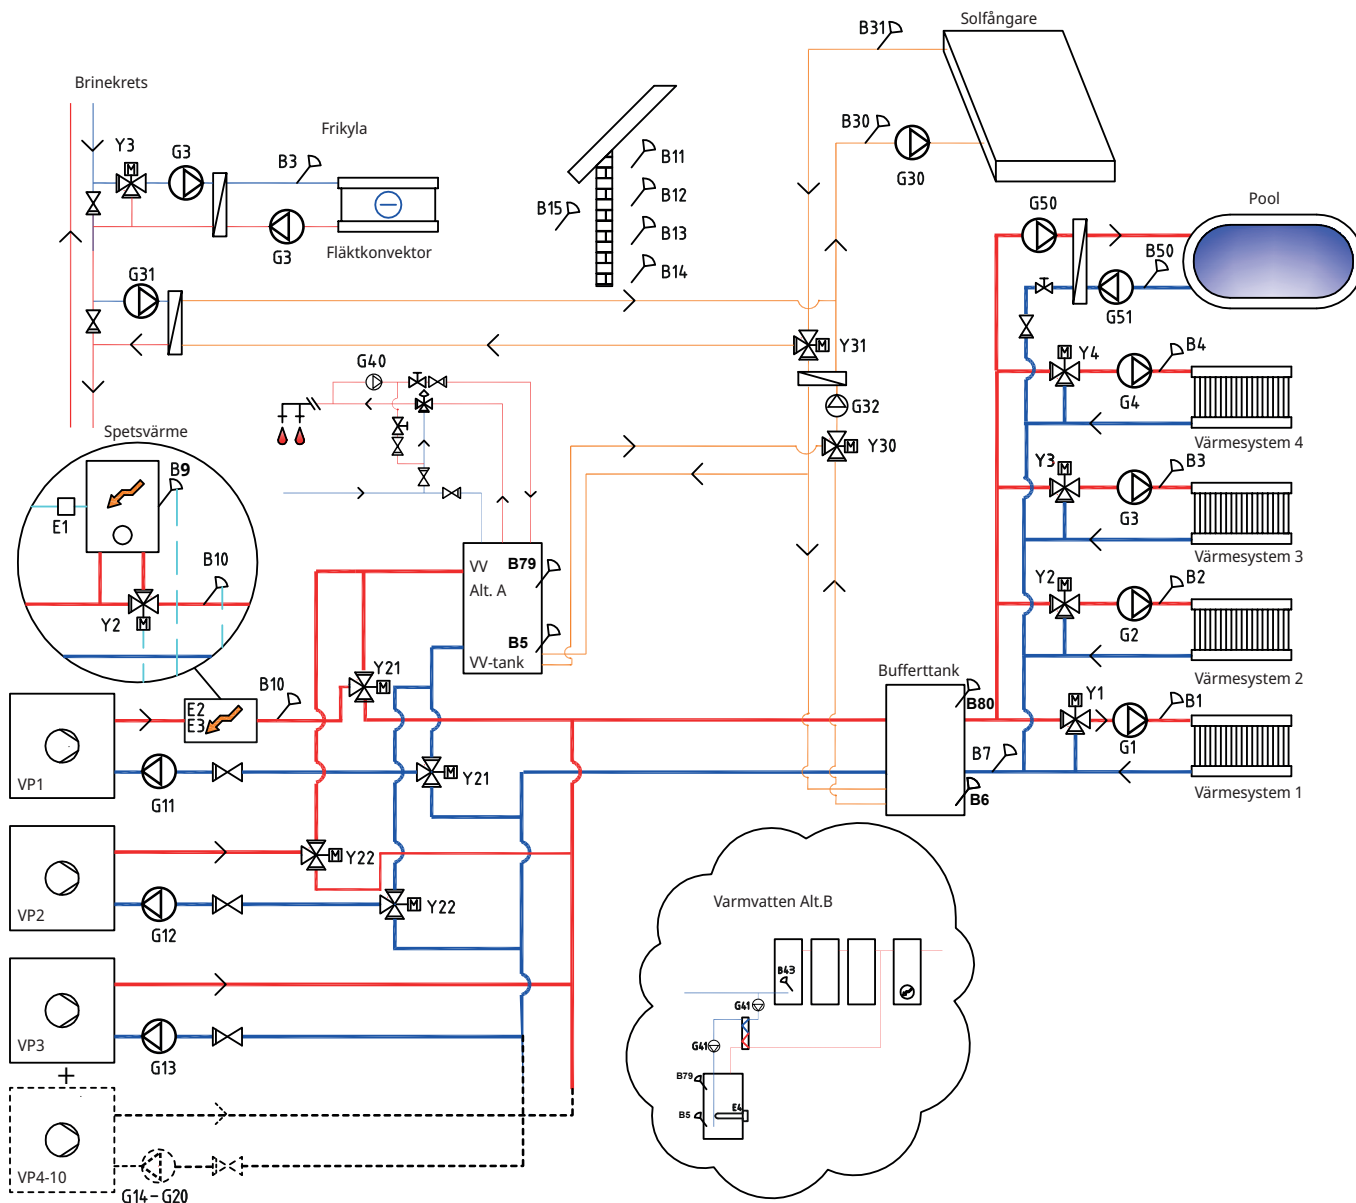 Solfångare
B31
Brinekrets
B30
G30
Y3
G3
Frikyla
B3
G3
Fläktkonvektor
B11
B12
B15
B13
B14
G50
Pool
B50
G51
G31
Y31
G40
G32
Y30
Y4
B4
G4
Värmesystem 4
Spetsvärme
B9
E1
B10
Y2
M
Y3
B3
G3
Värmesystem 3
VV
B79
Alt. A
B5
VV-tank
Y2
B2
G2
Värmesystem 2
Y21
B10
E2
E3
Bufferttank
B80
Y1
B1
G1
B7
B6
Värmesystem 1
VP1
G11
Y21
Y22
VP2
G12
Y22
Varmvatten Alt.B
B43
G41
G41
B79
B5
E4
VP3
G13
+
VP4-10
G14-G20
M
M
M
M
M
M
M
M
M
M
M